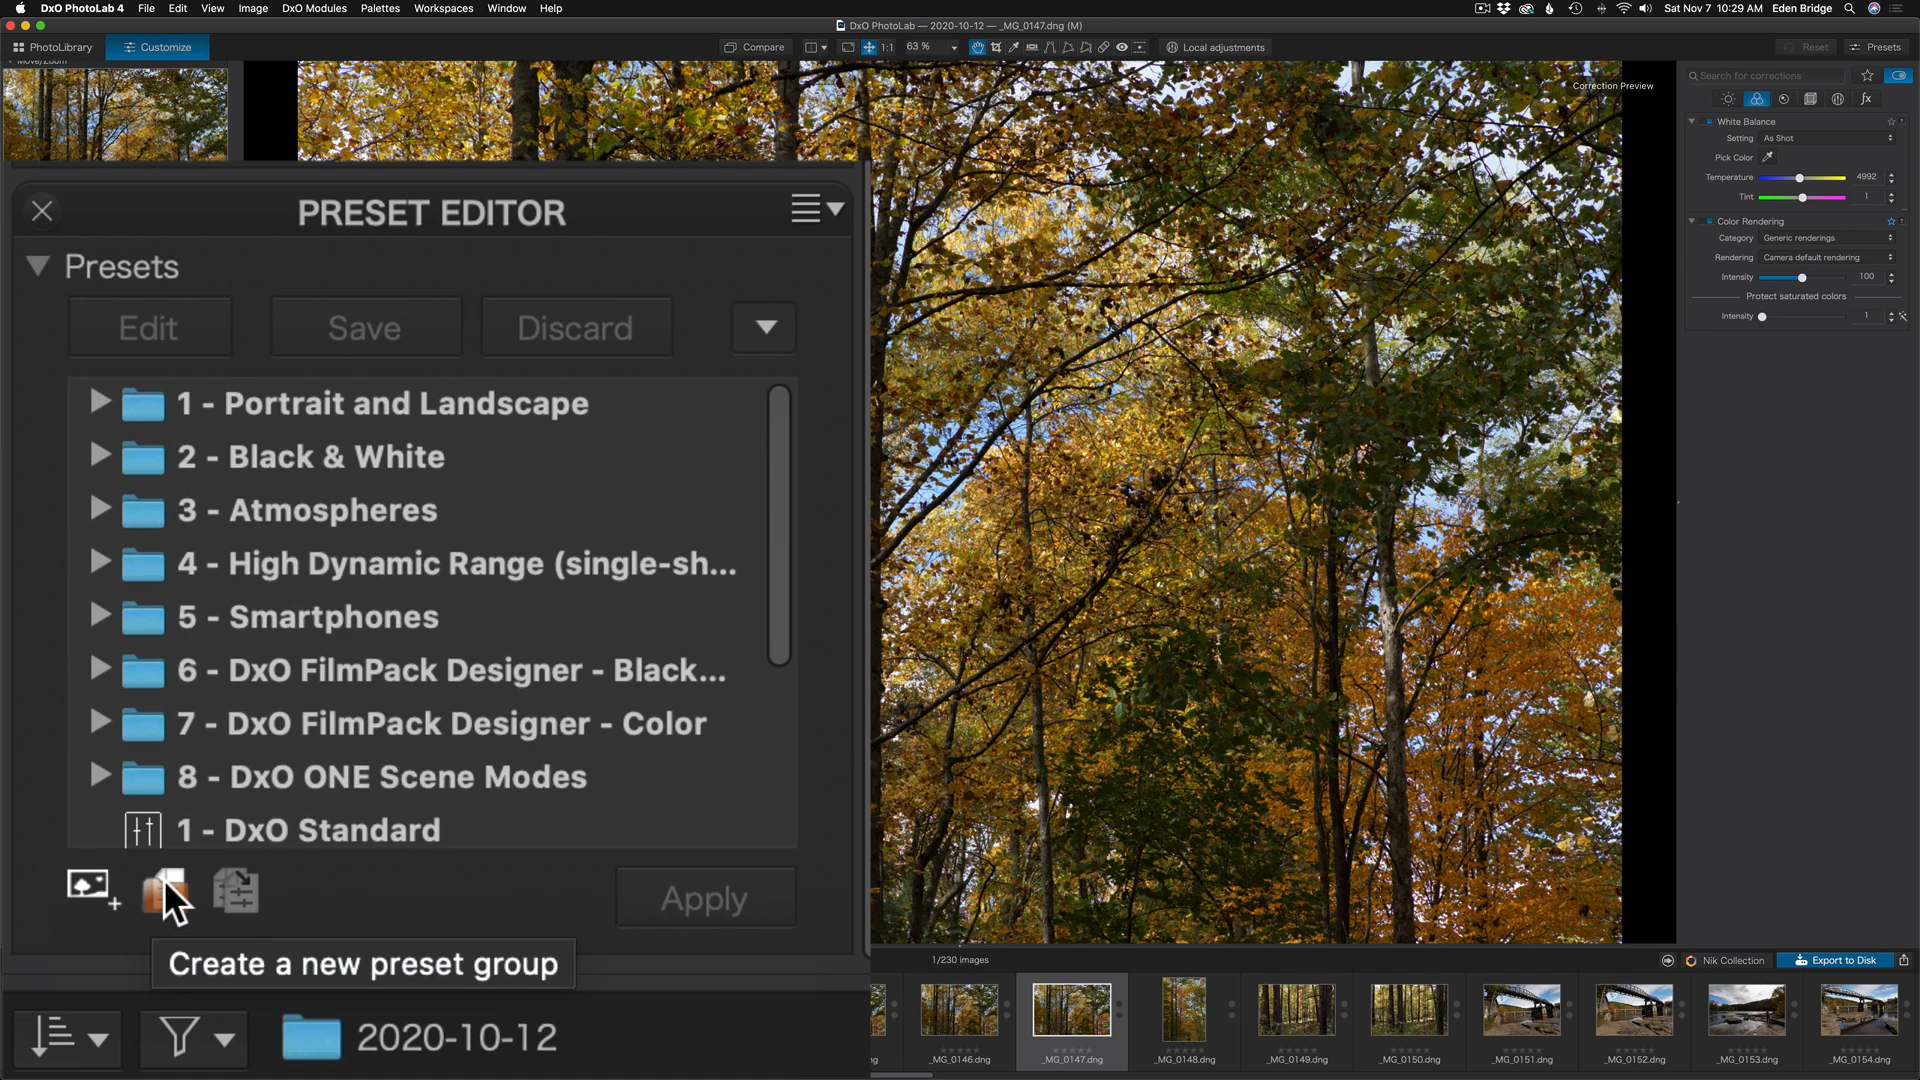 DxO PhotoLab 4 File Edit View Image DxO Modules Palettes Workspaces Window Help Sat Nov 7 10:29 AM Eden Bridge
DxO PhotoLab — 2020-10-12 — _MG_0147.dng (M)
PhotoLibrary Customize Compare 1:1 63 % Local adjustments Reset Presets
Move/Zoom
Search for corrections
Correction Preview
fx
White Balance
Setting As Shot
Pick Color
Temperature 4992
Tint 1
Color Rendering
Category Generic renderings
Rendering Camera default rendering
Intensity 100
Protect saturated colors
Intensity 1
PRESET EDITOR
Presets
Edit Save Discard
1 - Portrait and Landscape
2 - Black & White
3 - Atmospheres
4 - High Dynamic Range (single-sh...
5 - Smartphones
6 - DxO FilmPack Designer - Black...
7 - DxO FilmPack Designer - Color
8 - DxO ONE Scene Modes
1 - DxO Standard
Apply
Create a new preset group
2020-10-12
1/230 images
Nik Collection Export to Disk
ng _MG_0146.dng _MG_0147.dng _MG_0148.dng _MG_0149.dng _MG_0150.dng _MG_0151.dng _MG_0152.dng _MG_0153.dng _MG_0154.dng